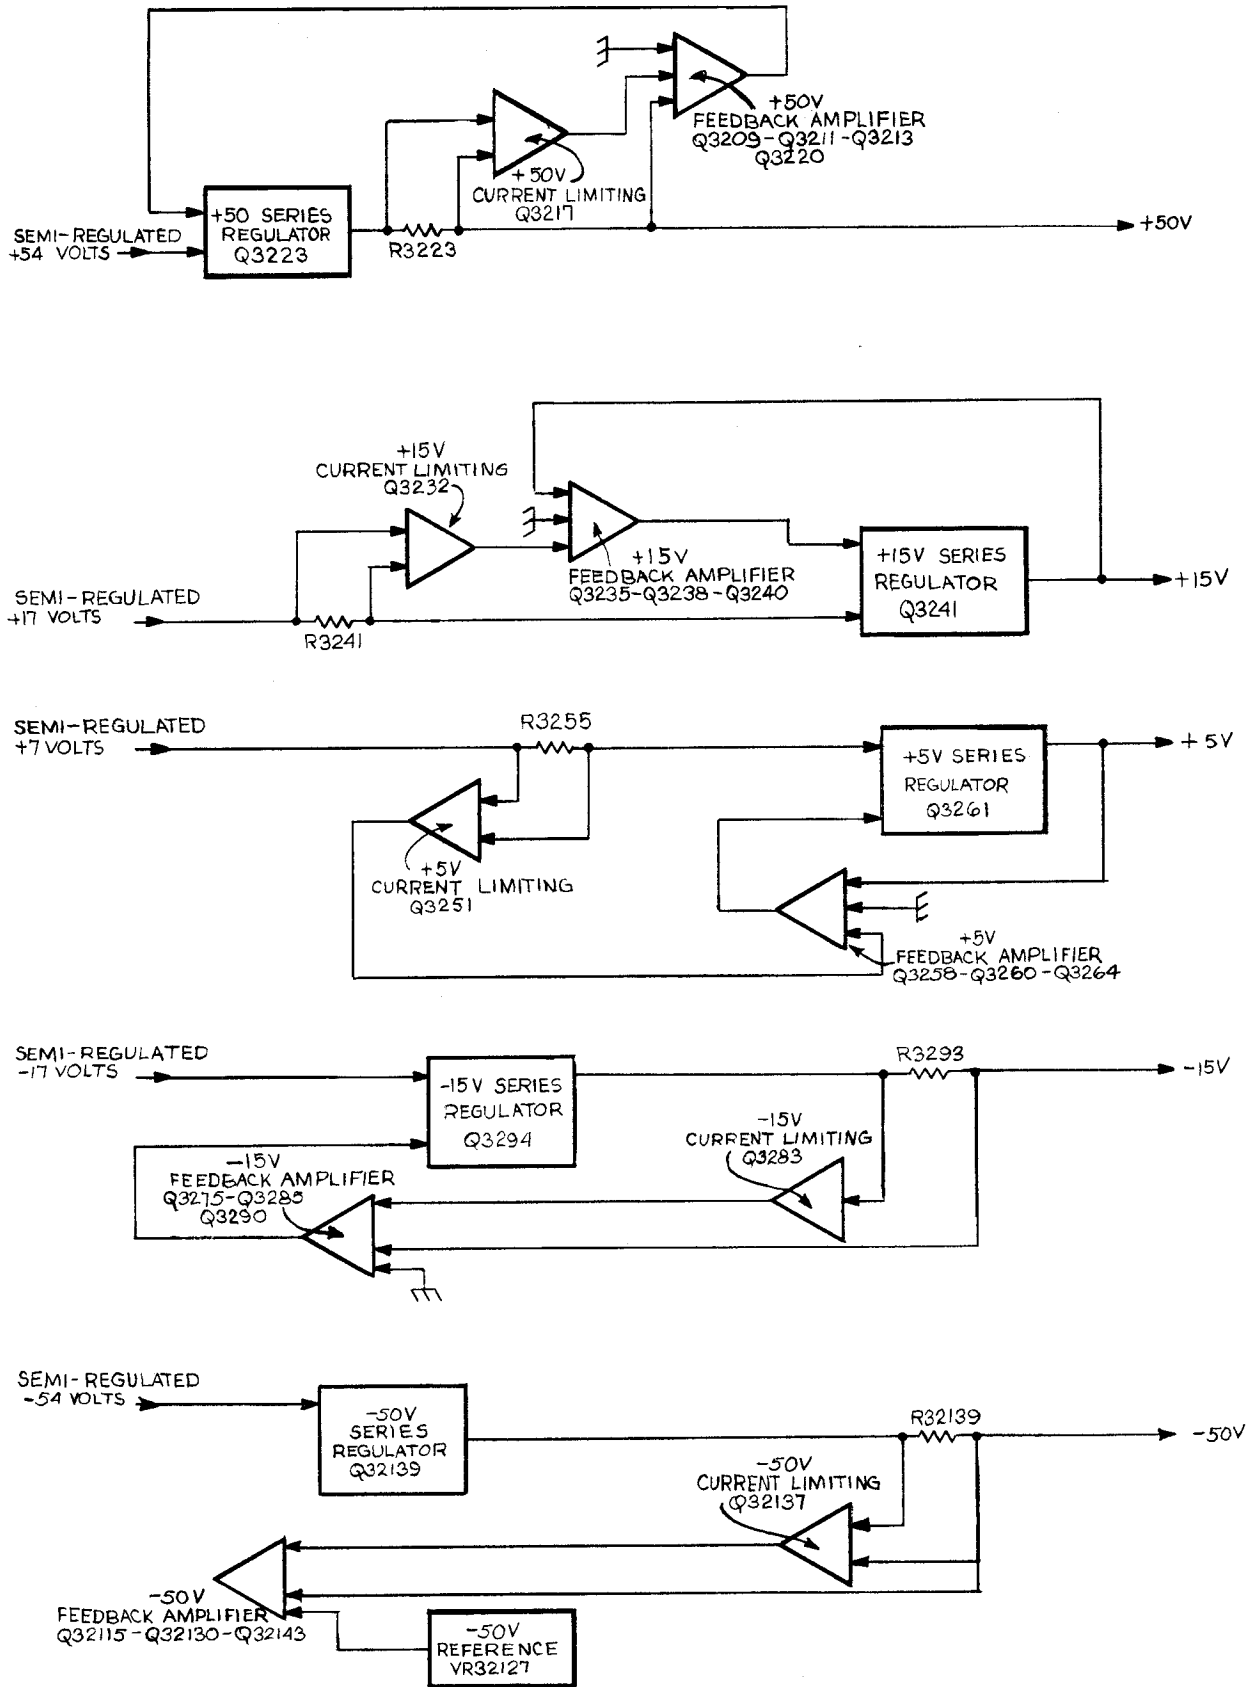 +50V
FEEDBACK AMPLIFIER
Q3209-Q3211-Q3213
Q3220
+50V
CURRENT LIMITING
Q3217
+50 SERIES
REGULATOR
Q3223
SEMI-REGULATED
+54 VOLTS
R3223
+50V
+15V
CURRENT LIMITING
Q3232
+15V
FEEDBACK AMPLIFIER
Q3235-Q3238-Q3240
+15V SERIES
REGULATOR
Q3241
+15V
SEMI-REGULATED
+17 VOLTS
R3241
SEMI-REGULATED
+7 VOLTS
R3255
+5V SERIES
REGULATOR
Q3261
+5V
+5V
CURRENT LIMITING
Q3251
+5V
FEEDBACK AMPLIFIER
Q3258-Q3260-Q3264
SEMI-REGULATED
-17 VOLTS
-15V SERIES
REGULATOR
Q3294
R3293
-15V
-15V
CURRENT LIMITING
Q3283
-15V
FEEDBACK AMPLIFIER
Q3275-Q3285
Q3290
SEMI-REGULATED
-54 VOLTS
-50V
SERIES
REGULATOR
Q32139
R32139
-50V
-50V
CURRENT LIMITING
Q32137
-50V
FEEDBACK AMPLIFIER
Q32115-Q32130-Q32143
-50V
REFERENCE
VR32127